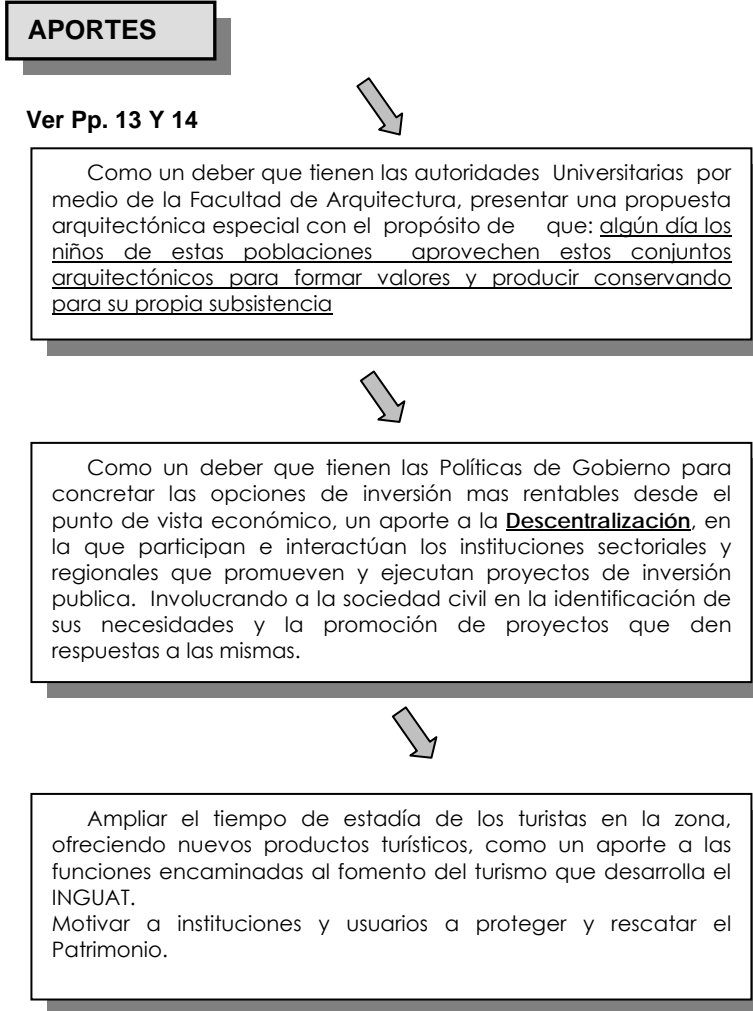 APORTES
Ver Pp. 13 Y 14
Como un deber que tienen las autoridades Universitarias por
medio de la Facultad de Arquitectura, presentar una propuesta
arquitectónica especial con el propósito de que: algún día los
niños de estas poblaciones aprovechen estos conjuntos
arquitectónicos para formar valores y producir conservando
para su propia subsistencia
Como un deber que tienen las Políticas de Gobierno para
concretar las opciones de inversión mas rentables desde el
punto de vista económico, un aporte a la Descentralización, en
la que participan e interactúan los instituciones sectoriales y
regionales que promueven y ejecutan proyectos de inversión
publica. Involucrando a la sociedad civil en la identificación de
sus necesidades y la promoción de proyectos que den
respuestas a las mismas.
Ampliar el tiempo de estadía de los turistas en la zona,
ofreciendo nuevos productos turísticos, como un aporte a las
funciones encaminadas al fomento del turismo que desarrolla el
INGUAT.
Motivar a instituciones y usuarios a proteger y rescatar el
Patrimonio.